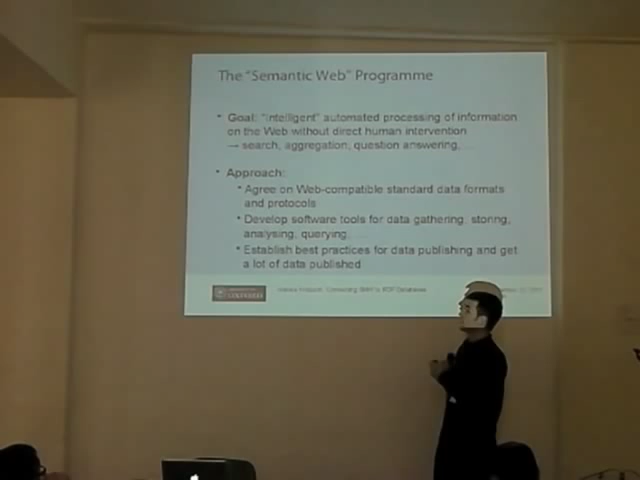 The "Semantic Web" Programme
• Goal: "Intelligent" automated processing of information
on the Web without direct human intervention
→ search, aggregation, question answering, ...
• Approach:
• Agree on Web-compatible standard data formats
and protocols
• Develop software tools for data gathering, storing,
analysing, querying, ...
• Establish best practices for data publishing and get
a lot of data published
Databases